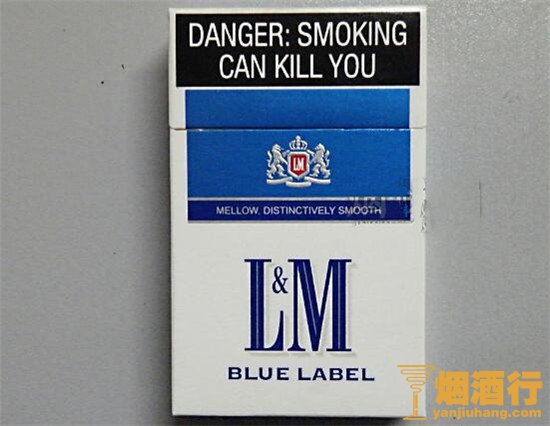 DANGER: SMOKING
CAN KILL YOU
LM
MELLOW. DISTINCTIVELY SMOOTH
L&M
BLUE LABEL
烟酒行
yanjiuhang.com